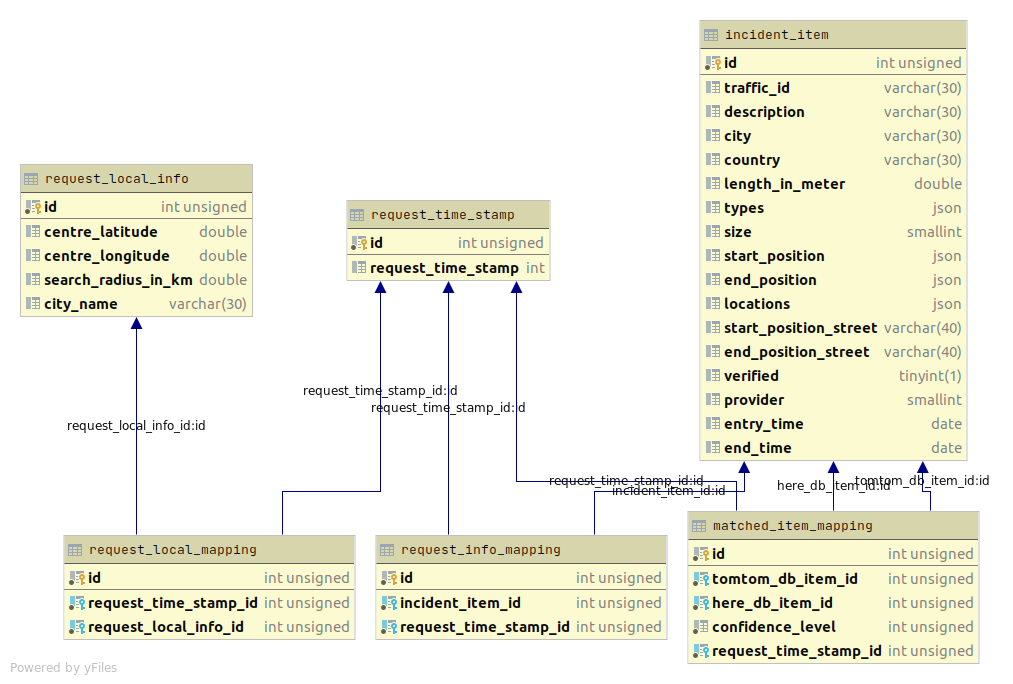 incident_item
id int unsigned
traffic_id varchar(30)
description varchar(30)
city varchar(30)
country varchar(30)
length_in_meter double
types json
size smallint
start_position json
end_position json
locations json
start_position_street varchar(40)
end_position_street varchar(40)
verified tinyint(1)
provider smallint
entry_time date
end_time date
request_local_info
id int unsigned
centre_latitude double
centre_longitude double
search_radius_in_km double
city_name varchar(30)
request_time_stamp
id int unsigned
request_time_stamp int
request_time_stamp_id:id
request_time_stamp_id:id
request_local_info_id:id
request_time_stamp_id:id
incident_item_id:id
here_db_item_id:id
tomtom_db_item_id:id
request_local_mapping
id int unsigned
request_time_stamp_id int unsigned
request_local_info_id int unsigned
request_info_mapping
id int unsigned
incident_item_id int unsigned
request_time_stamp_id int unsigned
matched_item_mapping
id int unsigned
tomtom_db_item_id int unsigned
here_db_item_id int unsigned
confidence_level int unsigned
request_time_stamp_id int unsigned
Powered by yFiles